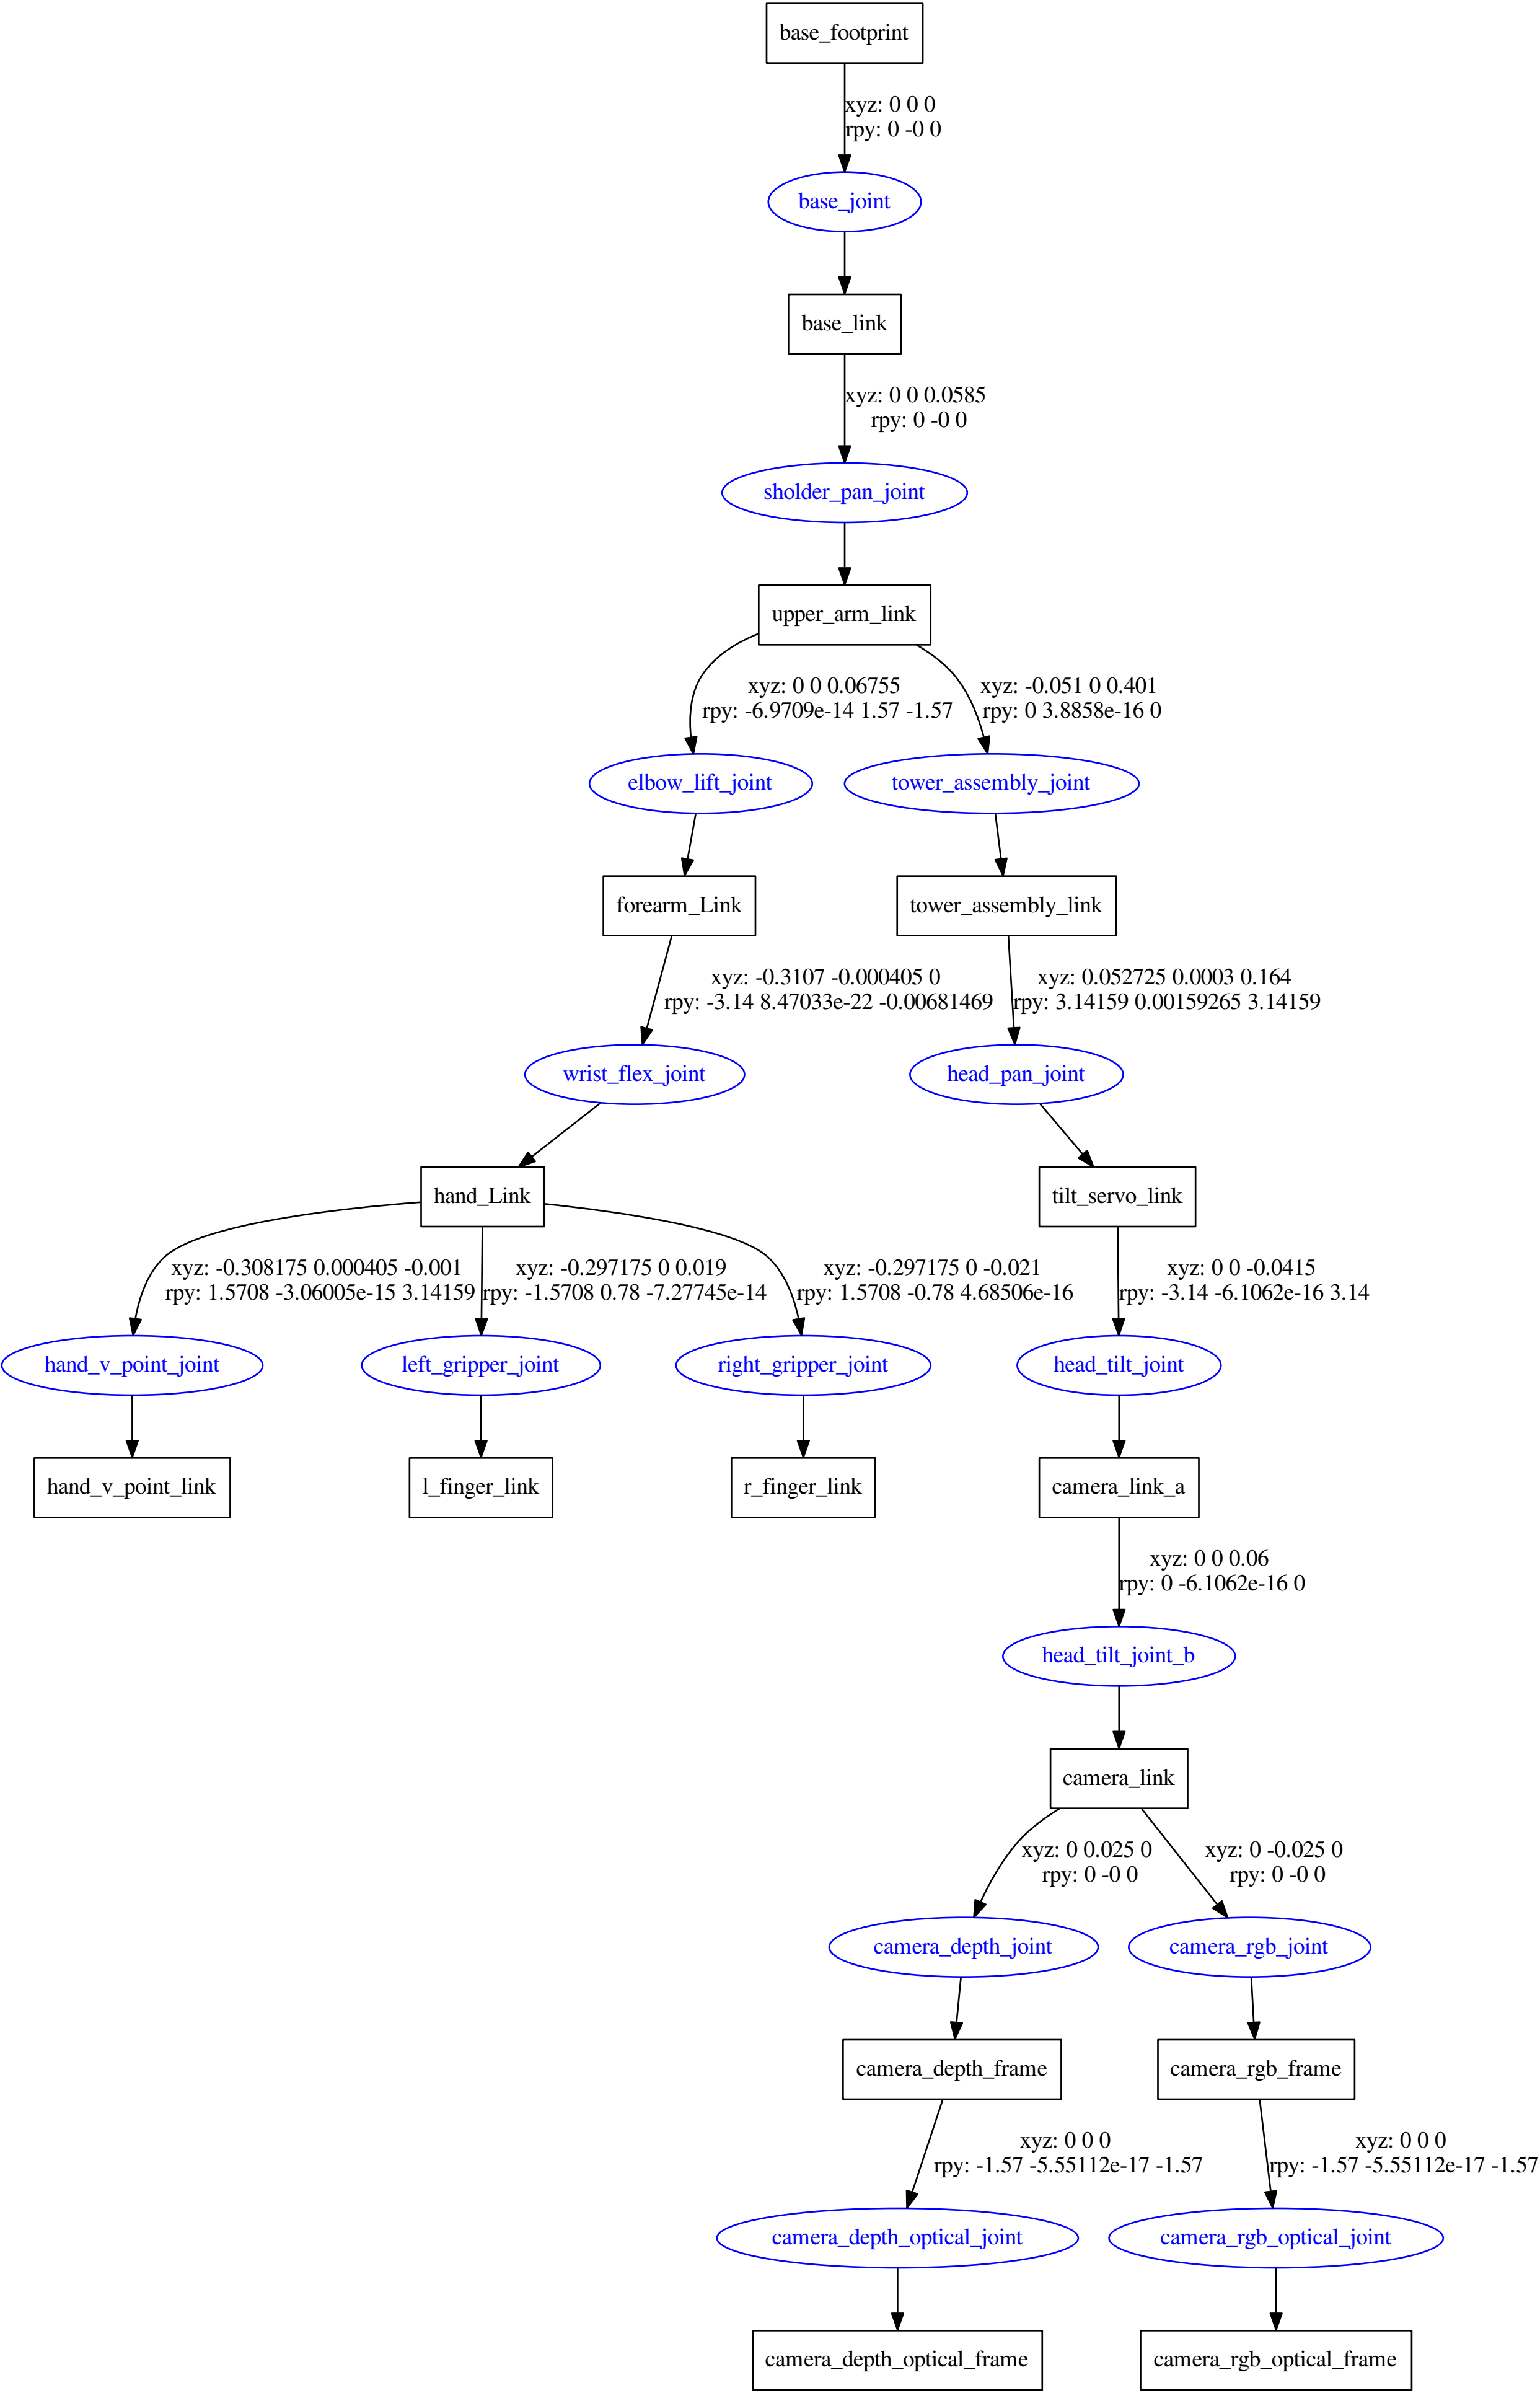 base_footprint
xyz: 0 0 0
rpy: 0 -0 0
base_joint
base_link
xyz: 0 0 0.0585
rpy: 0 -0 0
sholder_pan_joint
upper_arm_link
xyz: 0 0 0.06755
rpy: -6.9709e-14 1.57 -1.57
xyz: -0.051 0 0.401
rpy: 0 3.8858e-16 0
elbow_lift_joint
tower_assembly_joint
forearm_Link
tower_assembly_link
xyz: -0.3107 -0.000405 0
rpy: -3.14 8.47033e-22 -0.00681469
xyz: 0.052725 0.0003 0.164
rpy: 3.14159 0.00159265 3.14159
wrist_flex_joint
head_pan_joint
hand_Link
tilt_servo_link
xyz: -0.308175 0.000405 -0.001
rpy: 1.5708 -3.06005e-15 3.14159
xyz: -0.297175 0 0.019
rpy: -1.5708 0.78 -7.27745e-14
xyz: -0.297175 0 -0.021
rpy: 1.5708 -0.78 4.68506e-16
xyz: 0 0 -0.0415
rpy: -3.14 -6.1062e-16 3.14
hand_v_point_joint
left_gripper_joint
right_gripper_joint
head_tilt_joint
hand_v_point_link
l_finger_link
r_finger_link
camera_link_a
xyz: 0 0 0.06
rpy: 0 -6.1062e-16 0
head_tilt_joint_b
camera_link
xyz: 0 0.025 0
rpy: 0 -0 0
xyz: 0 -0.025 0
rpy: 0 -0 0
camera_depth_joint
camera_rgb_joint
camera_depth_frame
camera_rgb_frame
xyz: 0 0 0
rpy: -1.57 -5.55112e-17 -1.57
xyz: 0 0 0
rpy: -1.57 -5.55112e-17 -1.57
camera_depth_optical_joint
camera_rgb_optical_joint
camera_depth_optical_frame
camera_rgb_optical_frame